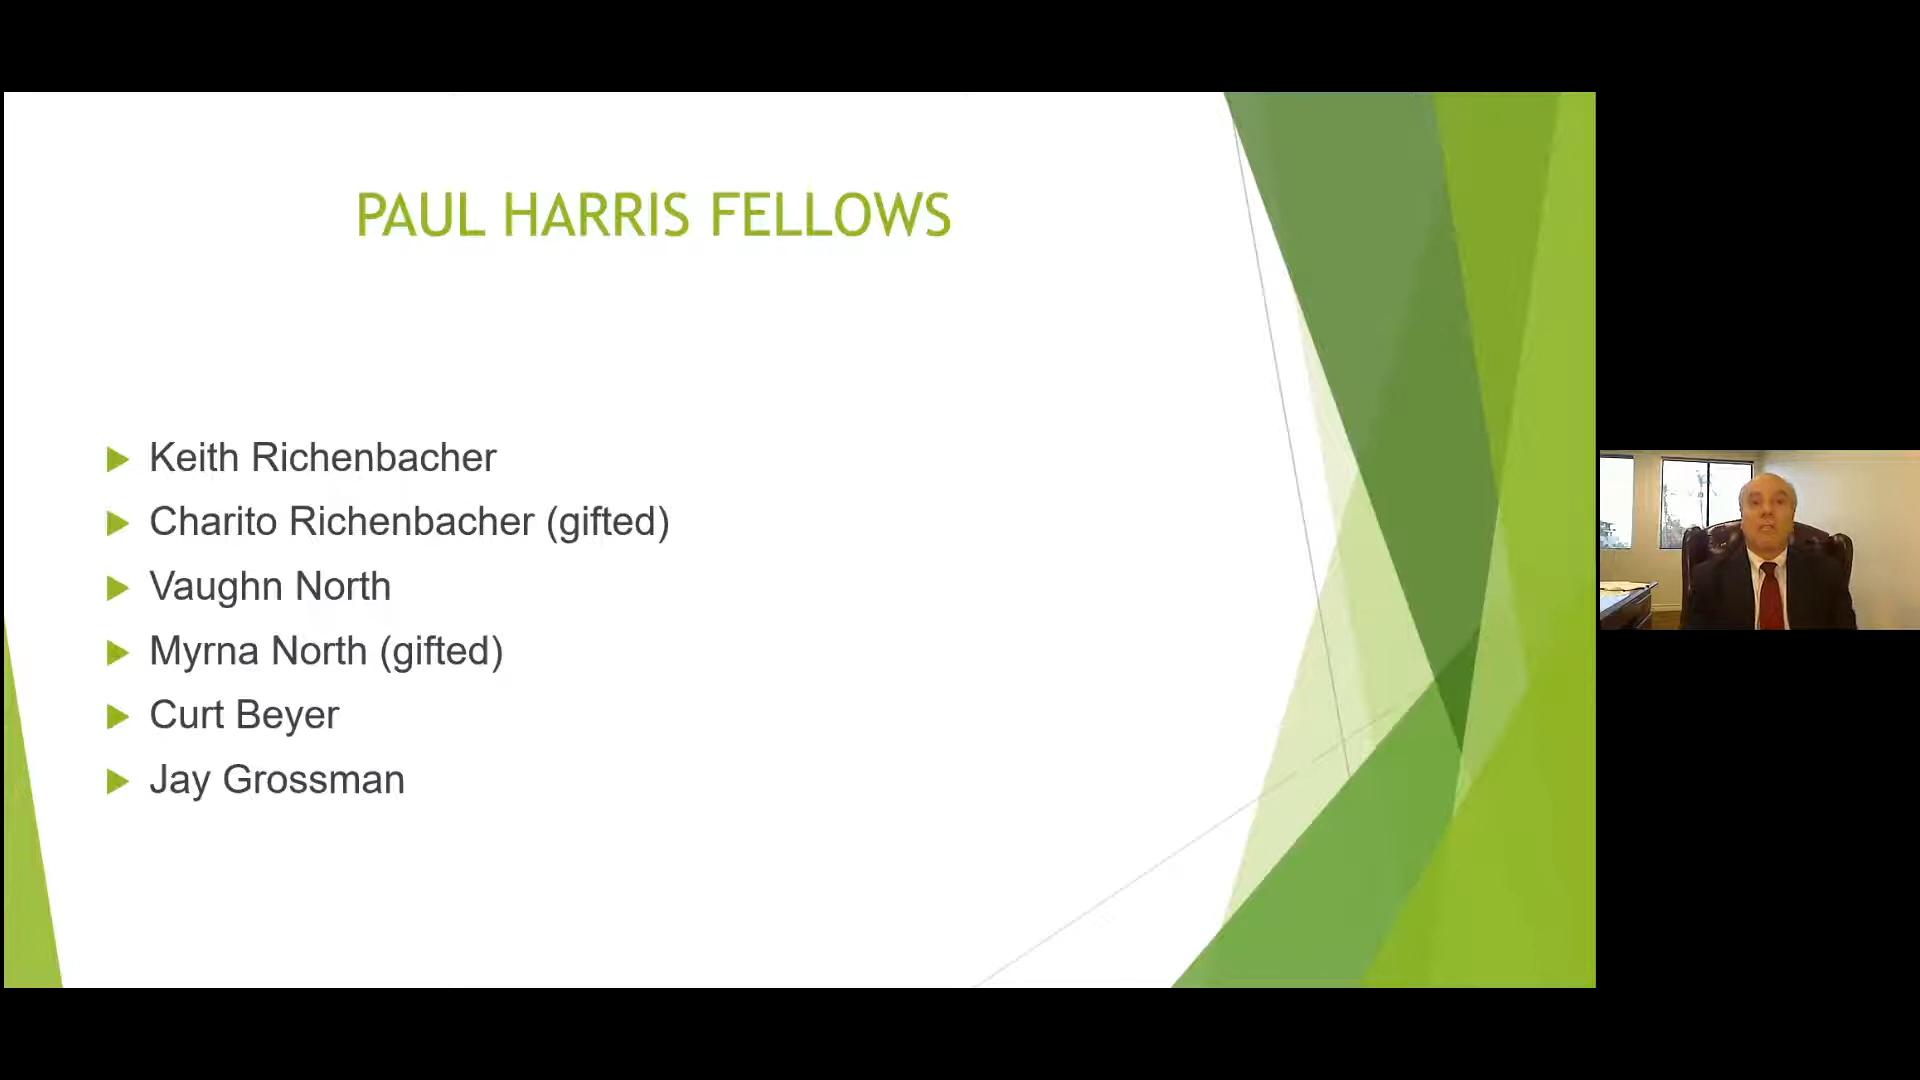 PAUL HARRIS FELLOWS
Keith Richenbacher
Charito Richenbacher (gifted)
Vaughn North
Myrna North (gifted)
Curt Beyer
Jay Grossman